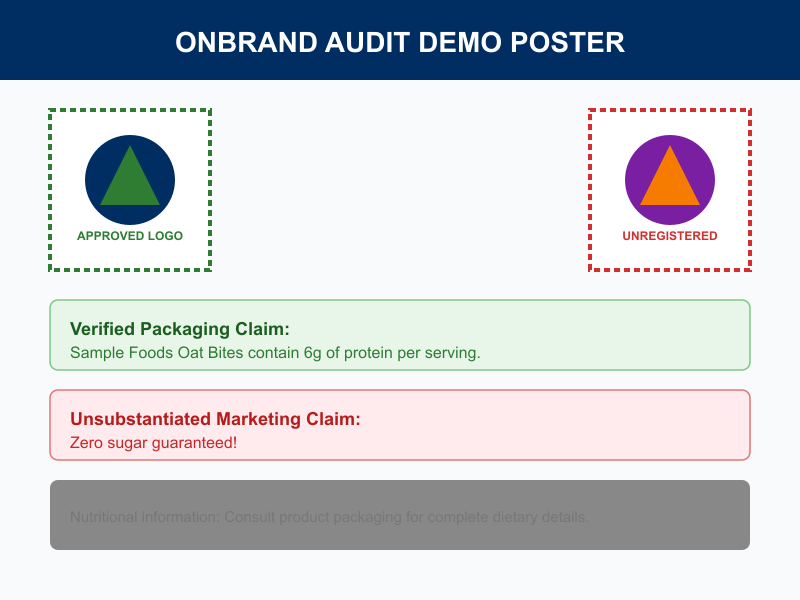 ONBRAND AUDIT DEMO POSTER
APPROVED LOGO
UNREGISTERED
Verified Packaging Claim:
Sample Foods Oat Bites contain 6g of protein per serving.
Unsubstantiated Marketing Claim:
Zero sugar guaranteed!
Nutritional information: Consult product packaging for complete dietary details.